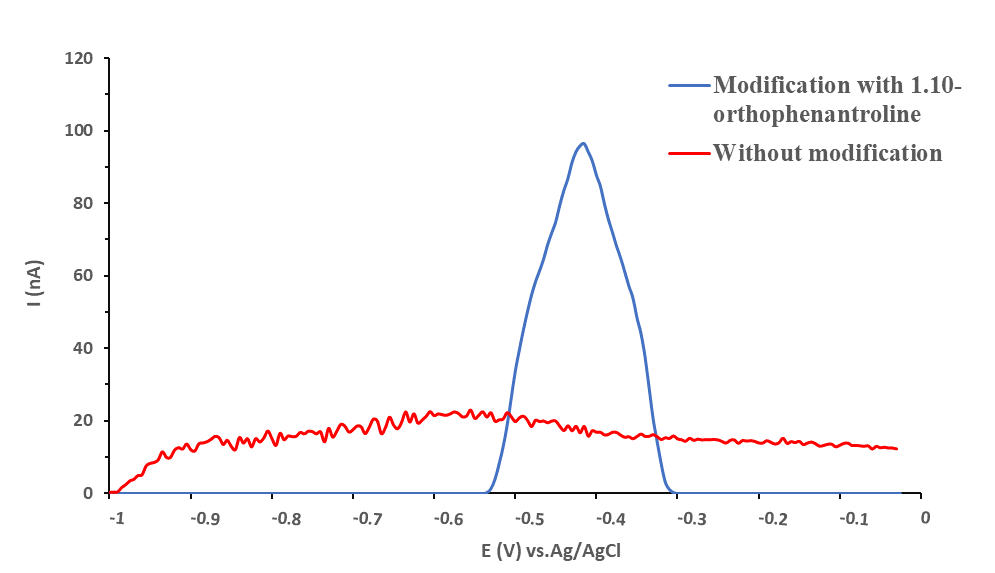 120
100
80
60
40
20
0
I (nA)
Modification with 1.10-
orthophenantroline
Without modification
-1 -0.9 -0.8 -0.7 -0.6 -0.5 -0.4 -0.3 -0.2 -0.1 0
E (V) vs.Ag/AgCl